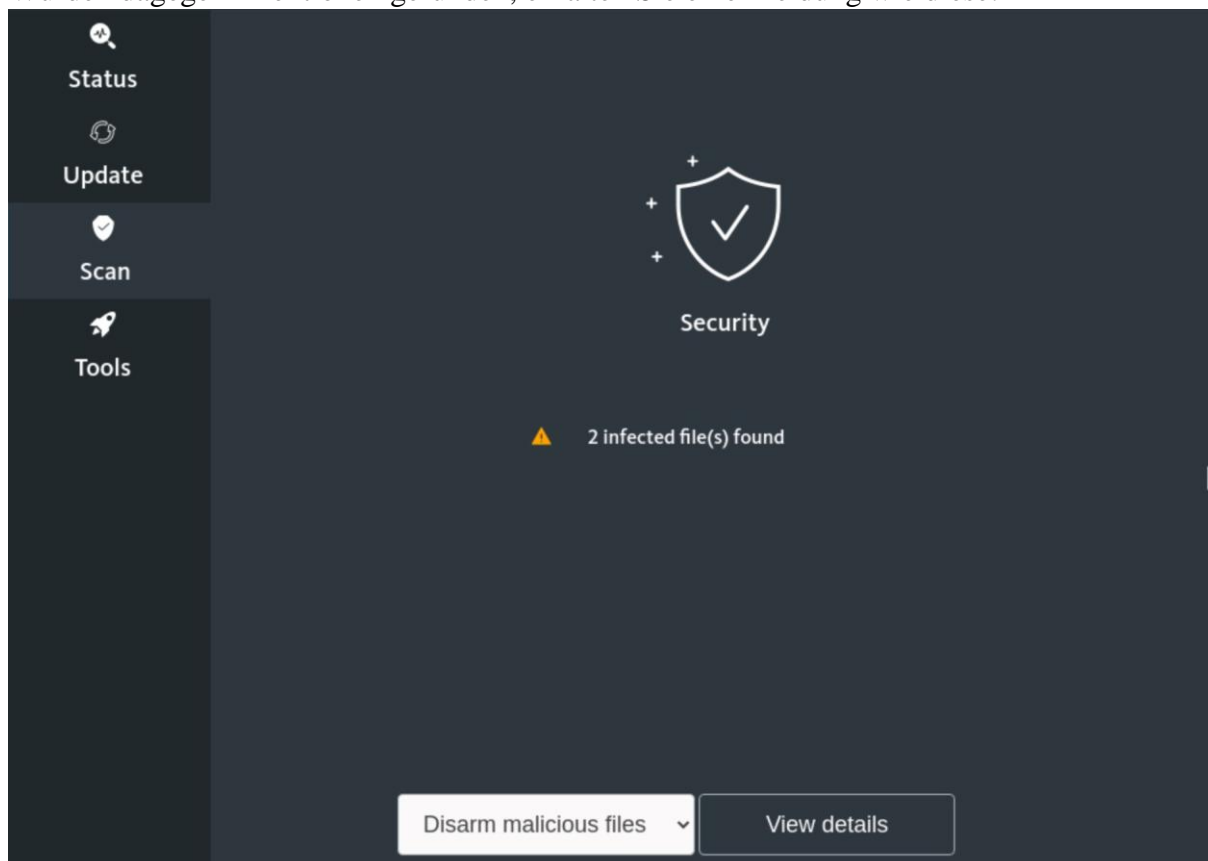 Status
Update
Scan
Tools
Security
2 infected file(s) found
Disarm malicious files
View details